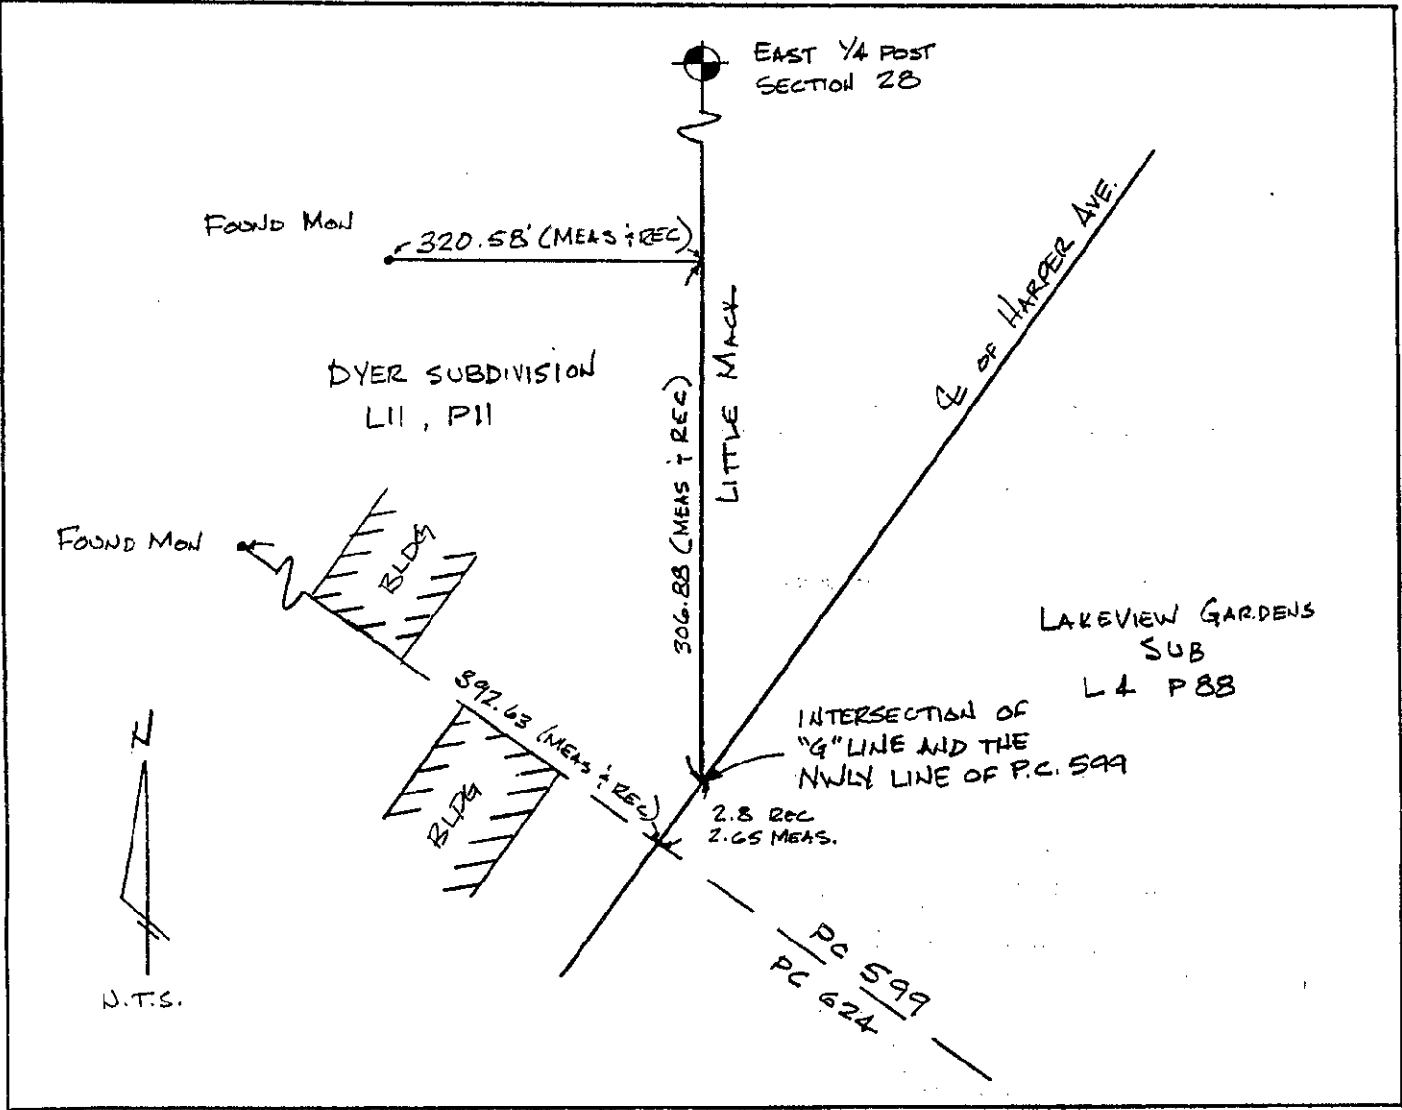 EAST 1/4 POST
SECTION 28
FOUND MON
320.58' (MEAS & REC)
℄ OF HARPER AVE.
LITTLE MACK
306.88 (MEAS & REC)
DYER SUBDIVISION
L11, P11
FOUND MON
BLDG
392.63 (MEAS & REC)
BLDG
LAKEVIEW GARDENS
SUB
L4 P88
INTERSECTION OF
"G" LINE AND THE
NWLY LINE OF P.C. 599
2.8 REC
2.65 MEAS.
N
N.T.S.
PC 599
PC 624